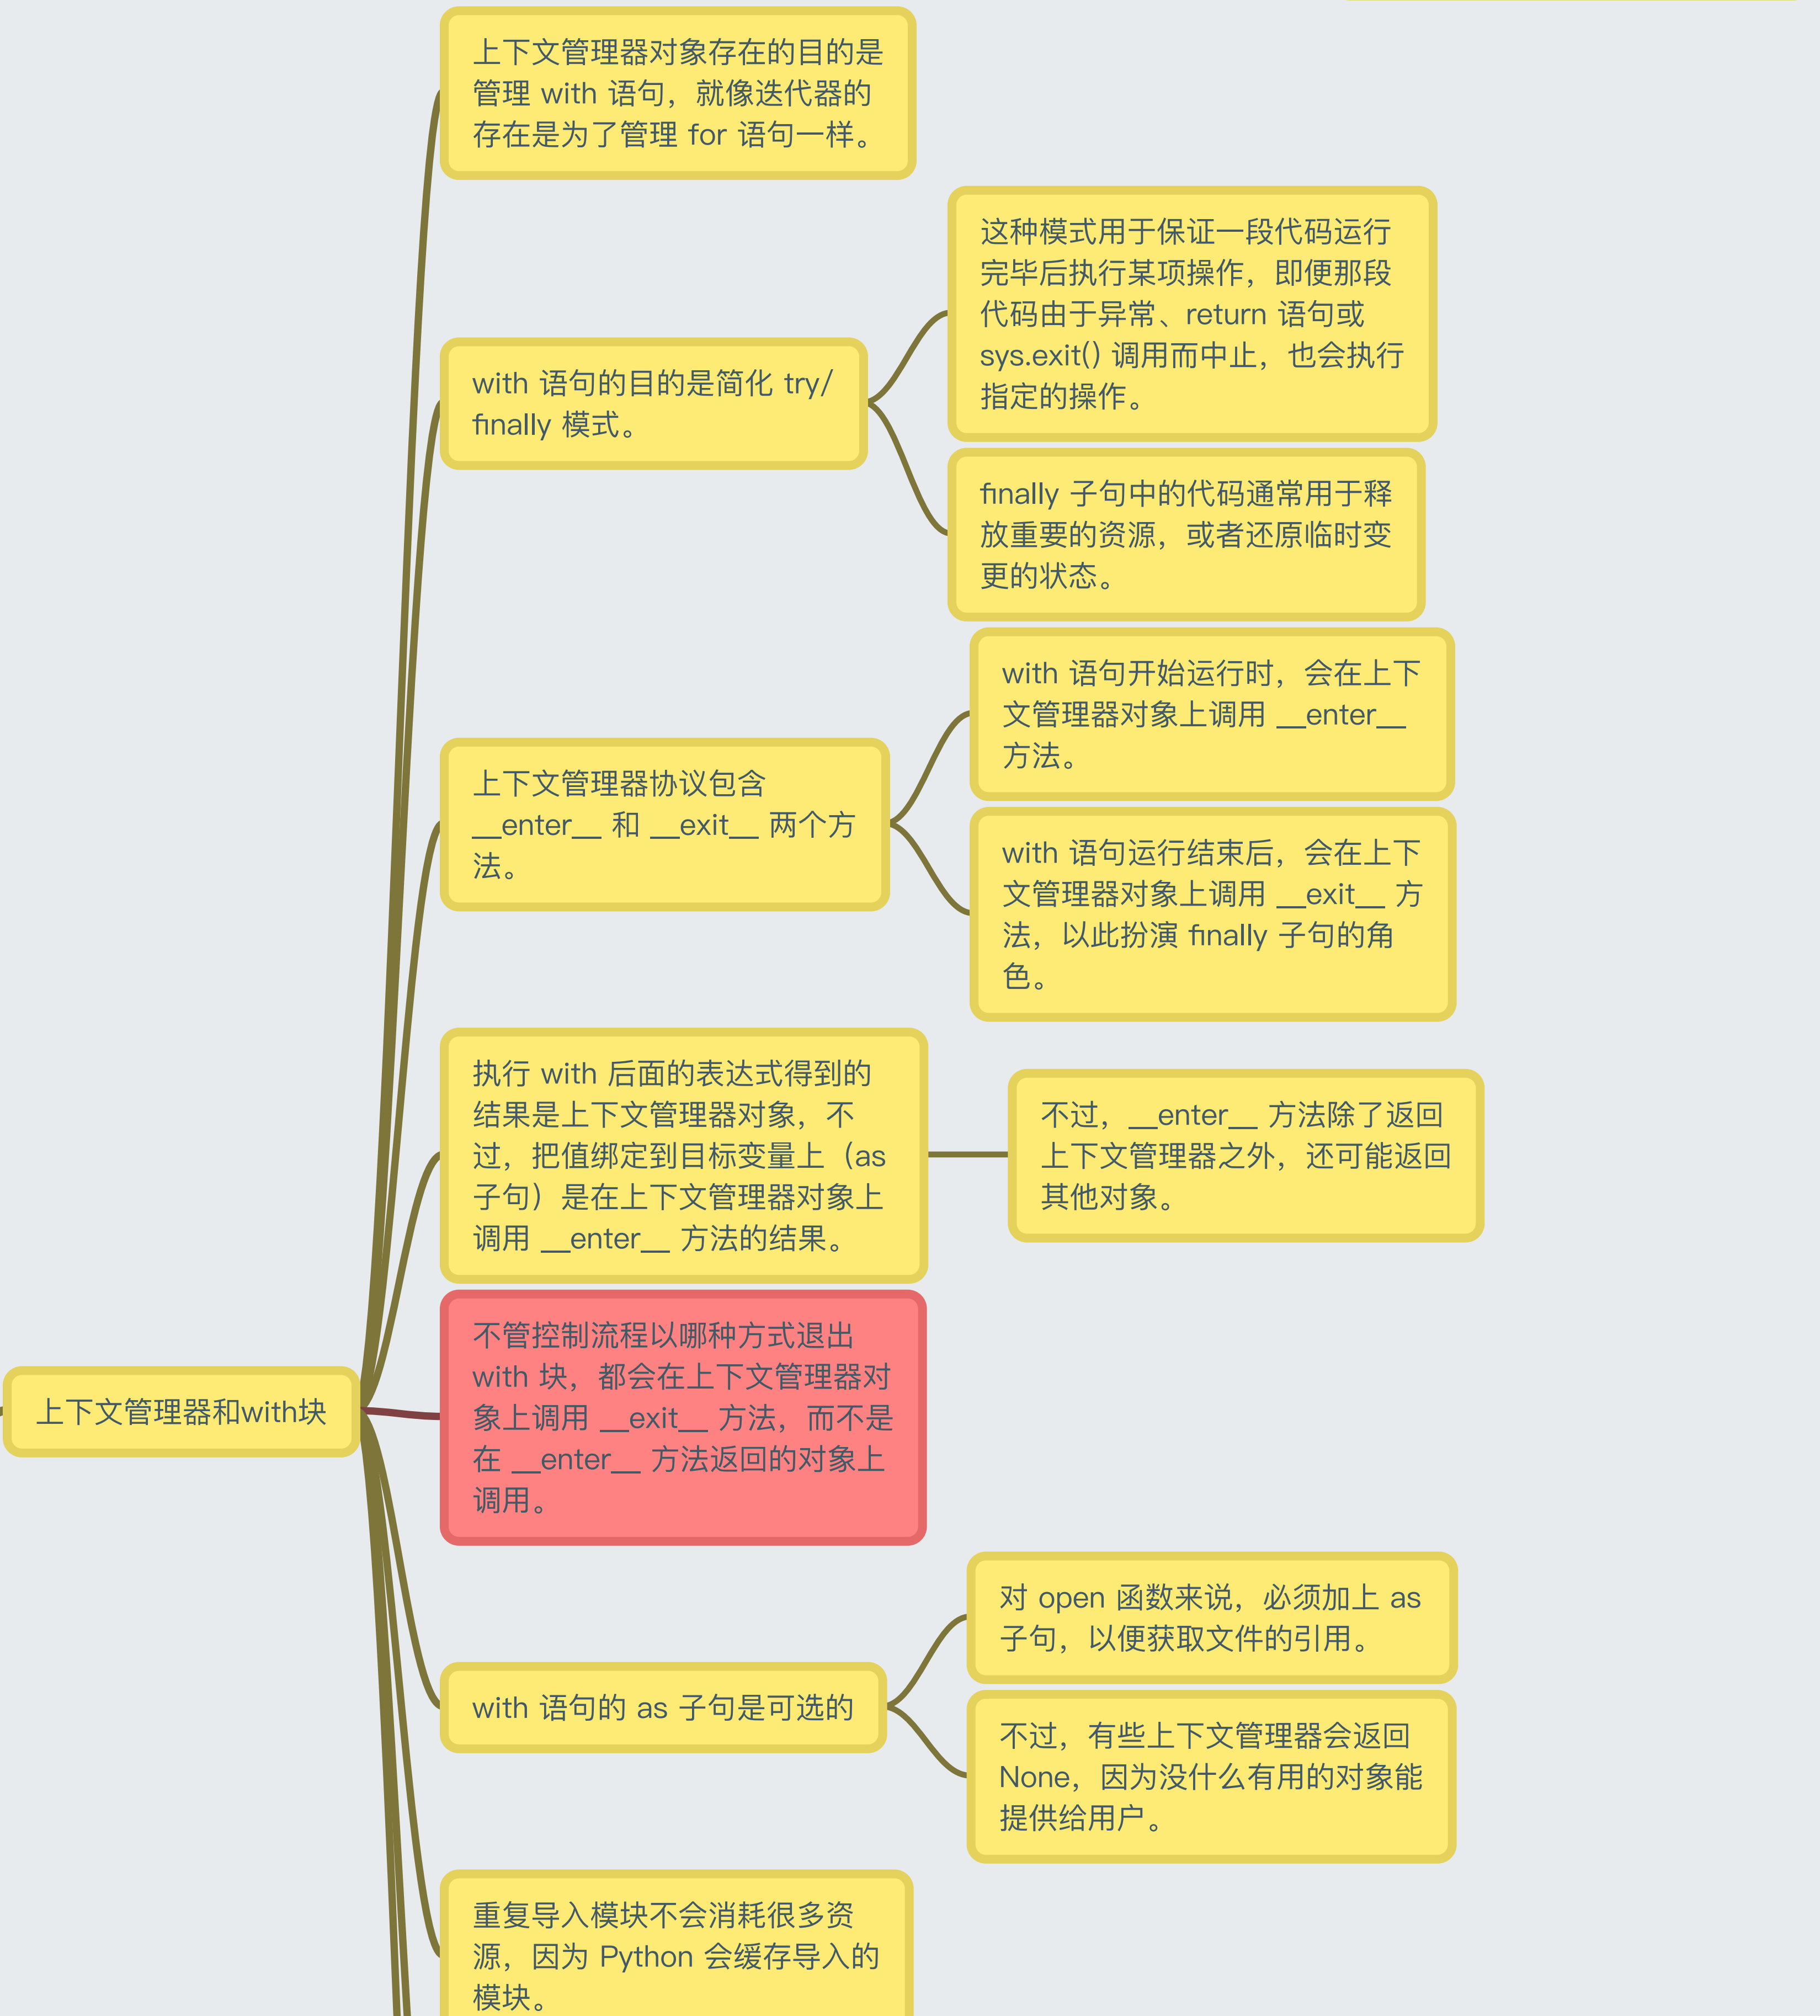 上下文管理器对象存在的目的是
管理 with 语句，就像迭代器的
存在是为了管理 for 语句一样。
这种模式用于保证一段代码运行
完毕后执行某项操作，即便那段
代码由于异常、return 语句或
sys.exit() 调用而中止，也会执行
指定的操作。
with 语句的目的是简化 try/
finally 模式。
finally 子句中的代码通常用于释
放重要的资源，或者还原临时变
更的状态。
with 语句开始运行时，会在上下
文管理器对象上调用 __enter__
方法。
上下文管理器协议包含
__enter__ 和 __exit__ 两个方
法。
with 语句运行结束后，会在上下
文管理器对象上调用 __exit__ 方
法，以此扮演 finally 子句的角
色。
执行 with 后面的表达式得到的
结果是上下文管理器对象，不
过，把值绑定到目标变量上（as
子句）是在上下文管理器对象上
调用 __enter__ 方法的结果。
不过，__enter__ 方法除了返回
上下文管理器之外，还可能返回
其他对象。
上下文管理器和with块
不管控制流程以哪种方式退出
with 块，都会在上下文管理器对
象上调用 __exit__ 方法，而不是
在 __enter__ 方法返回的对象上
调用。
对 open 函数来说，必须加上 as
子句，以便获取文件的引用。
with 语句的 as 子句是可选的
不过，有些上下文管理器会返回
None，因为没什么有用的对象能
提供给用户。
重复导入模块不会消耗很多资
源，因为 Python 会缓存导入的
模块。